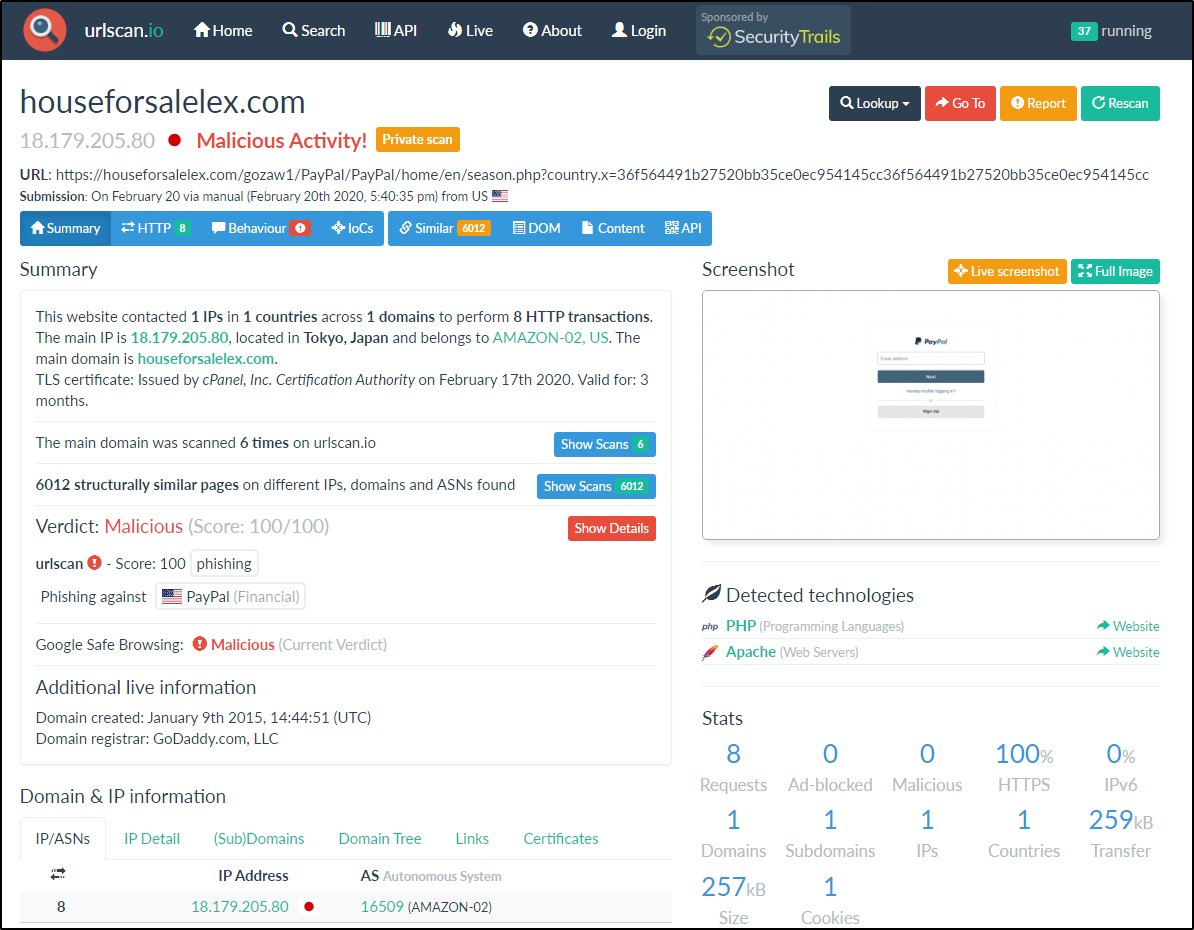 urlscan.io Home Search API Live About Login Sponsored by SecurityTrails 37 running
houseforsalelex.com Lookup Go To Report Rescan
18.179.205.80 Malicious Activity! Private scan
URL: https://houseforsalelex.com/gozaw1/PayPal/PayPal/home/en/season.php?country.x=36f564491b27520bb35ce0ec954145cc36f564491b27520bb35ce0ec954145cc
Submission: On February 20 via manual (February 20th 2020, 5:40:35 pm) from US
Summary HTTP 8 Behaviour IoCs Similar 6012 DOM Content API
Summary
This website contacted 1 IPs in 1 countries across 1 domains to perform 8 HTTP transactions.
The main IP is 18.179.205.80, located in Tokyo, Japan and belongs to AMAZON-02, US. The
main domain is houseforsalelex.com.
TLS certificate: Issued by cPanel, Inc. Certification Authority on February 17th 2020. Valid for: 3
months.
The main domain was scanned 6 times on urlscan.io Show Scans 6
6012 structurally similar pages on different IPs, domains and ASNs found Show Scans 6012
Verdict: Malicious (Score: 100/100) Show Details
urlscan - Score: 100 phishing
Phishing against PayPal (Financial)
Google Safe Browsing: Malicious (Current Verdict)
Additional live information
Domain created: January 9th 2015, 14:44:51 (UTC)
Domain registrar: GoDaddy.com, LLC
Domain & IP information
IP/ASNs IP Detail (Sub)Domains Domain Tree Links Certificates
IP Address AS Autonomous System
8 18.179.205.80 16509 (AMAZON-02)
Screenshot Live screenshot Full Image
PayPal
Email address
Next
Having trouble logging in?
or
Sign Up
Detected technologies
php PHP (Programming Languages) Website
Apache (Web Servers) Website
Stats
8 0 0 100% 0%
Requests Ad-blocked Malicious HTTPS IPv6
1 1 1 1 259kB
Domains Subdomains IPs Countries Transfer
257kB 1
Size Cookies